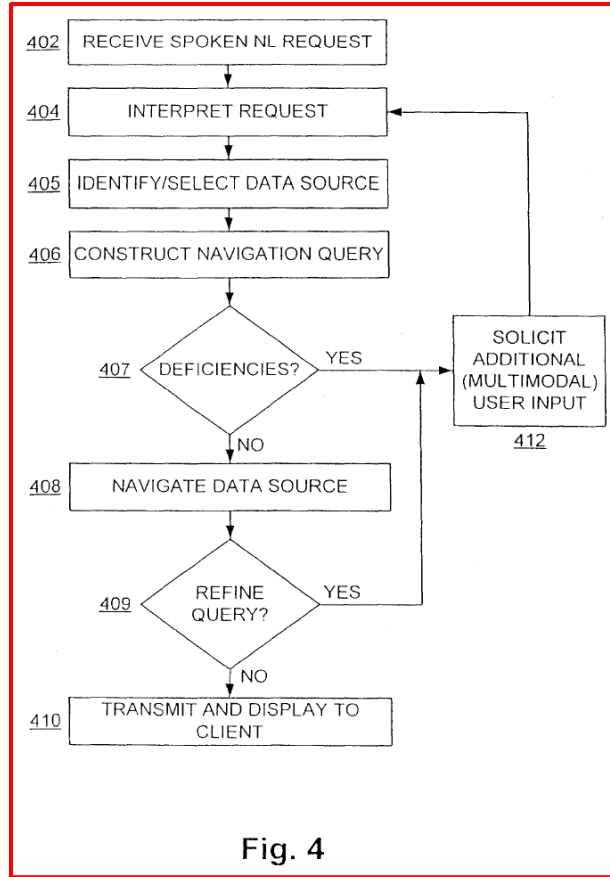 402
RECEIVE SPOKEN NL REQUEST
404
INTERPRET REQUEST
405
IDENTIFY/SELECT DATA SOURCE
406
CONSTRUCT NAVIGATION QUERY
407
DEFICIENCIES?
YES
SOLICIT
ADDITIONAL
(MULTIMODAL)
USER INPUT
412
NO
408
NAVIGATE DATA SOURCE
409
REFINE
QUERY?
YES
NO
410
TRANSMIT AND DISPLAY TO
CLIENT
Fig. 4